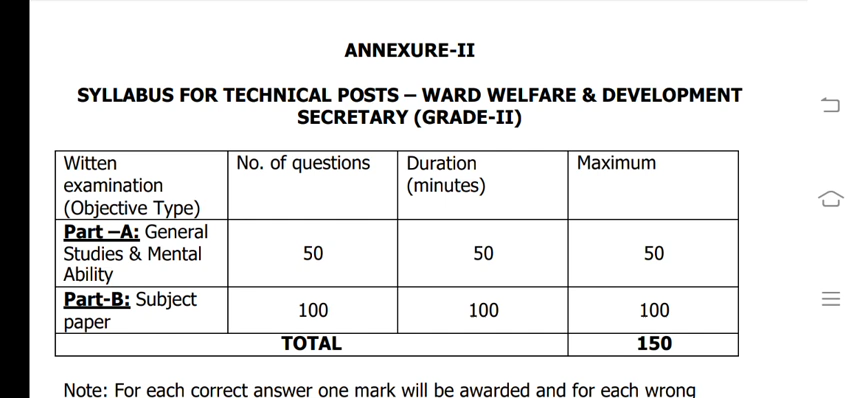 ANNEXURE-II
SYLLABUS FOR TECHNICAL POSTS – WARD WELFARE & DEVELOPMENT
SECRETARY (GRADE-II)
Witten
examination
(Objective Type)
No. of questions
Duration
(minutes)
Maximum
Part –A: General
Studies & Mental
Ability
50
50
50
Part-B: Subject
paper
100
100
100
TOTAL
150
Note: For each correct answer one mark will be awarded and for each wrong